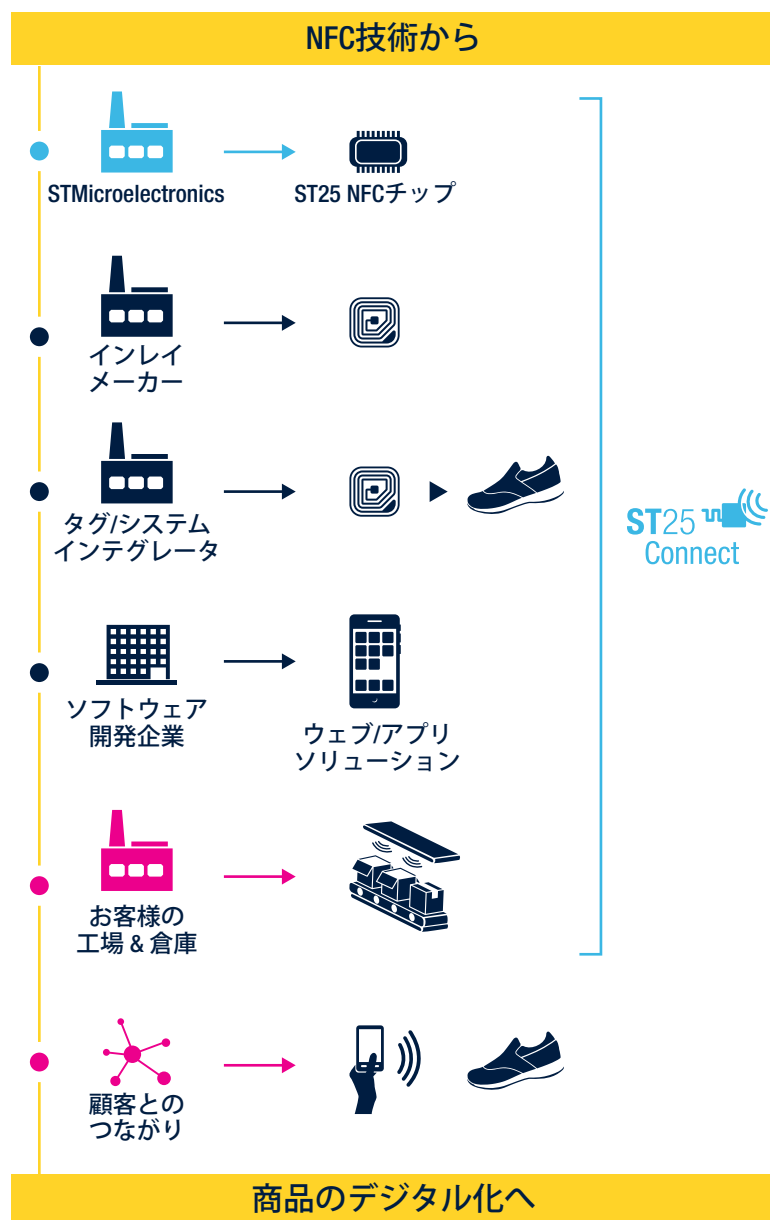 NFC技術から
STMicroelectronics
ST25 NFCチップ
インレイ
メーカー
タグ/システム
インテグレータ
ST25
Connect
ソフトウェア
開発企業
ウェブ/アプリ
ソリューション
お客様の
工場 & 倉庫
顧客との
つながり
商品のデジタル化へ